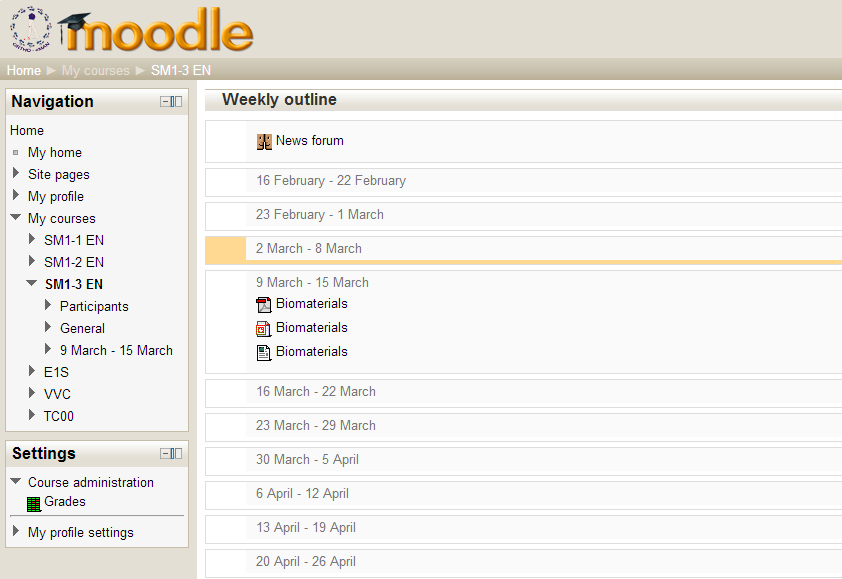 moodle
Home ► My courses ► SM1-3 EN
Navigation
Home
My home
Site pages
My profile
My courses
SM1-1 EN
SM1-2 EN
SM1-3 EN
Participants
General
9 March - 15 March
E1S
VVC
TC00
Settings
Course administration
Grades
My profile settings
Weekly outline
News forum
16 February - 22 February
23 February - 1 March
2 March - 8 March
9 March - 15 March
Biomaterials
Biomaterials
Biomaterials
16 March - 22 March
23 March - 29 March
30 March - 5 April
6 April - 12 April
13 April - 19 April
20 April - 26 April